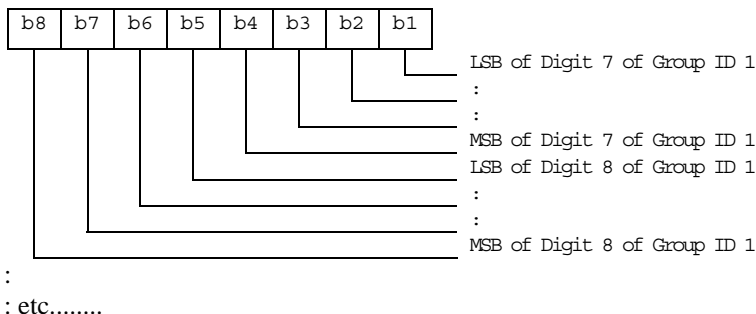 b8 b7 b6 b5 b4 b3 b2 b1
LSB of Digit 7 of Group ID 1
:
:
MSB of Digit 7 of Group ID 1
LSB of Digit 8 of Group ID 1
:
:
MSB of Digit 8 of Group ID 1
:
: etc........